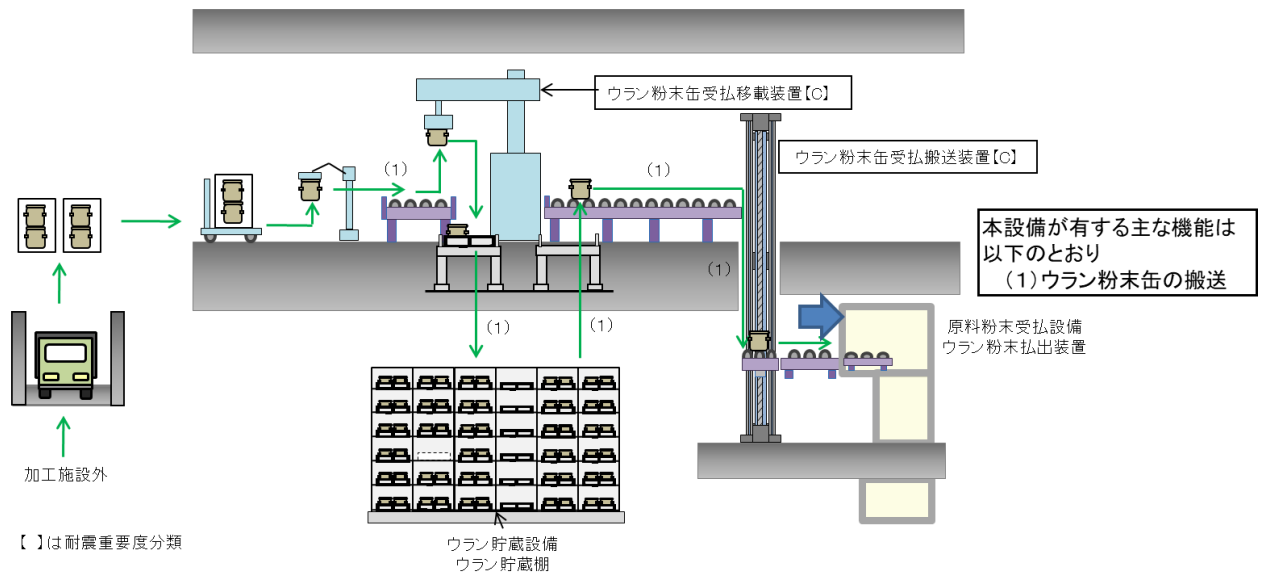 ウラン粉末缶受払移載装置【C】
ウラン粉末缶受払搬送装置【C】
(1)
(1)
(1)
(1)
(1)
本設備が有する主な機能は
以下のとおり
(1)ウラン粉末缶の搬送
原料粉末受払設備
ウラン粉末払出装置
加工施設外
ウラン貯蔵設備
ウラン貯蔵棚
【 】は耐震重要度分類